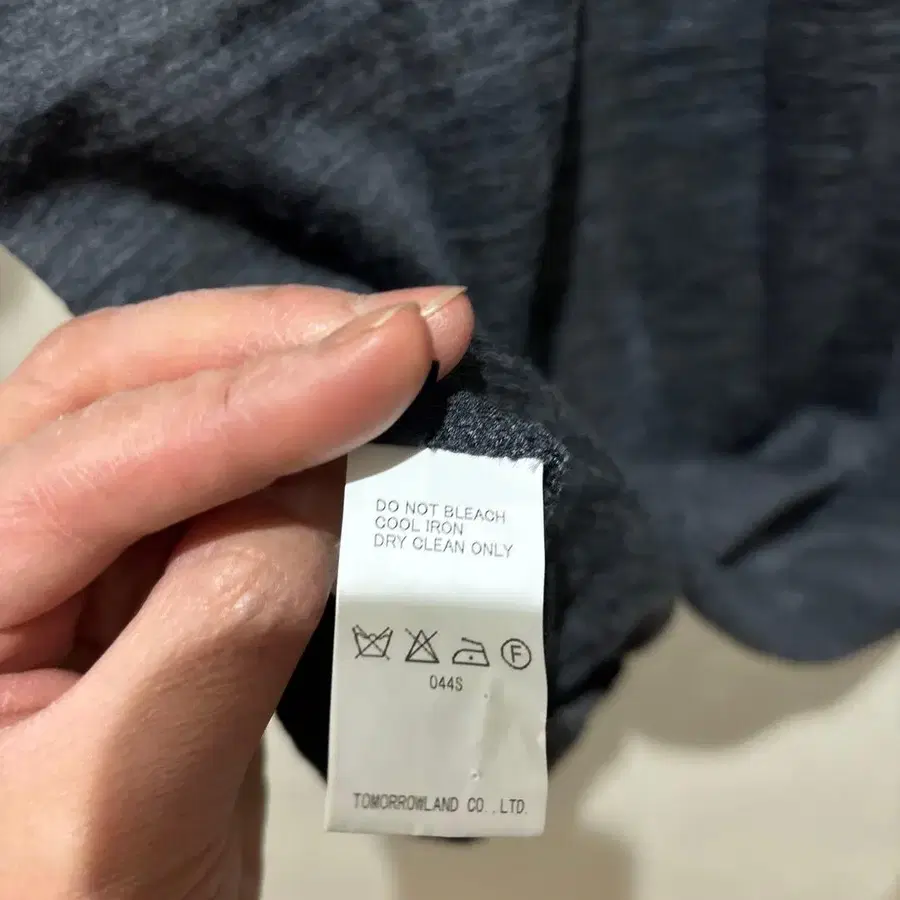 DO NOT BLEACH
COOL IRON
DRY CLEAN ONLY
F
044S
TOMORROWLAND CO.,LTD.